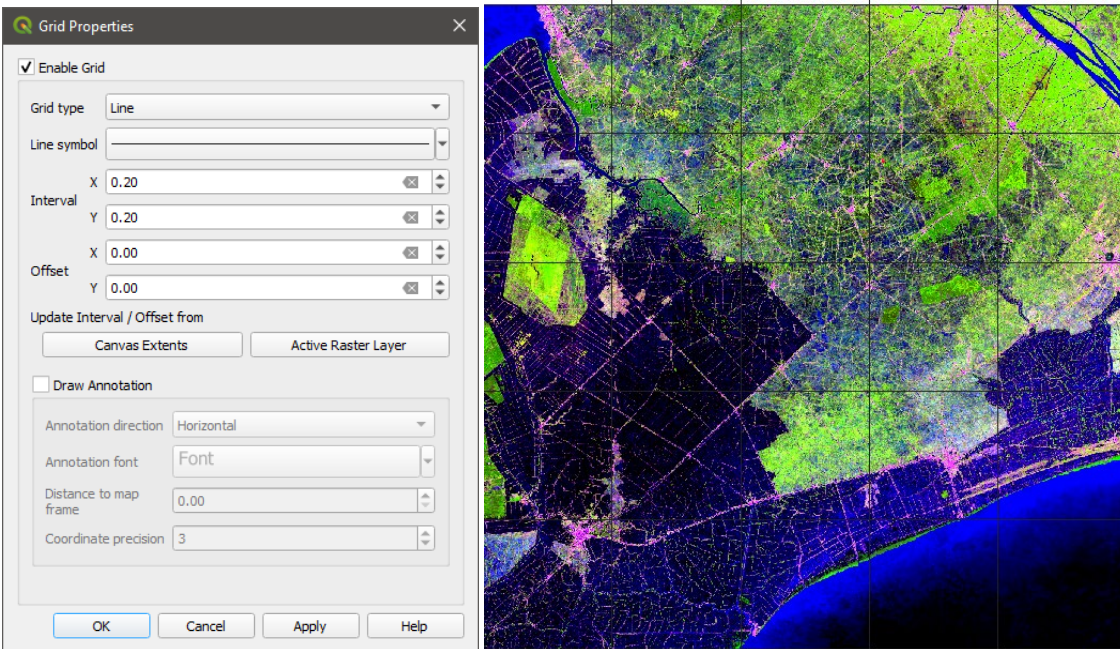 Grid Properties
Enable Grid
Grid type Line
Line symbol
Interval
X 0.20
Y 0.20
Offset
X 0.00
Y 0.00
Update Interval / Offset from
Canvas Extents Active Raster Layer
Draw Annotation
Annotation direction Horizontal
Annotation font Font
Distance to map
frame
0.00
Coordinate precision 3
OK Cancel Apply Help